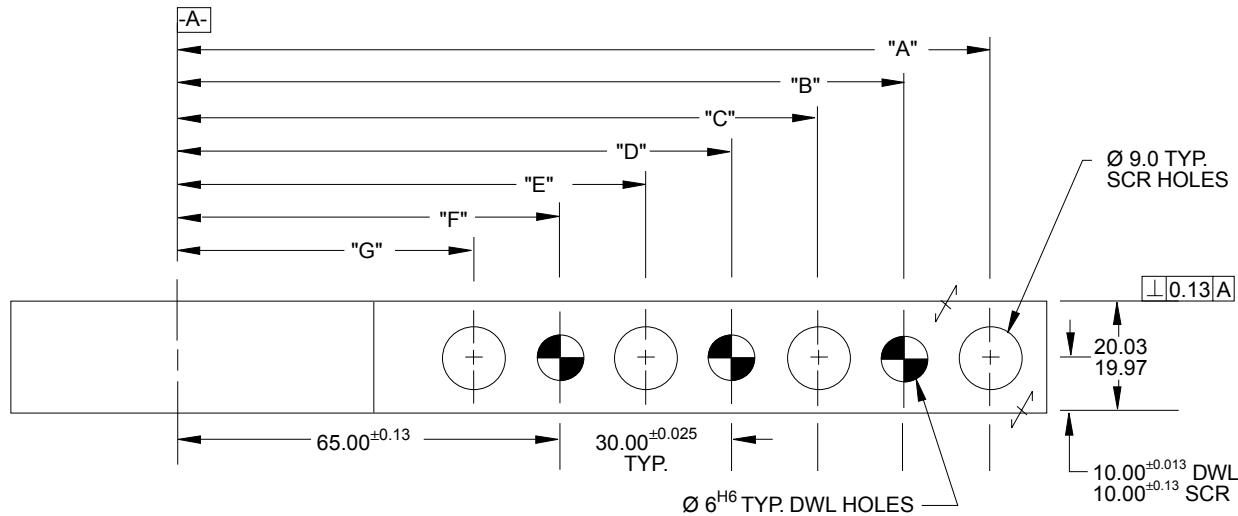 -A-
"A"
"B"
"C"
"D"
"E"
"F"
"G"
Ø 9.0 TYP.
SCR HOLES
⊥ 0.13 A
20.03
19.97
65.00±0.13
30.00±0.025
TYP.
10.00±0.013 DWL
10.00±0.13 SCR
Ø 6H6 TYP. DWL HOLES